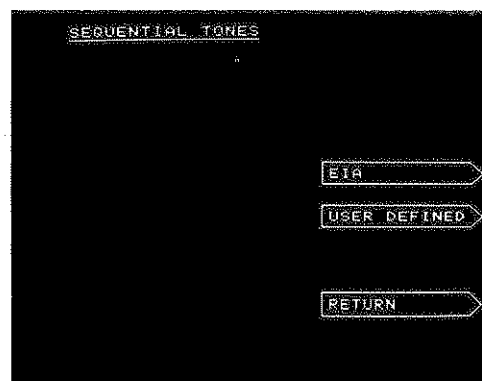 SEQUENTIAL TONES
EIA
USER DEFINED
RETURN